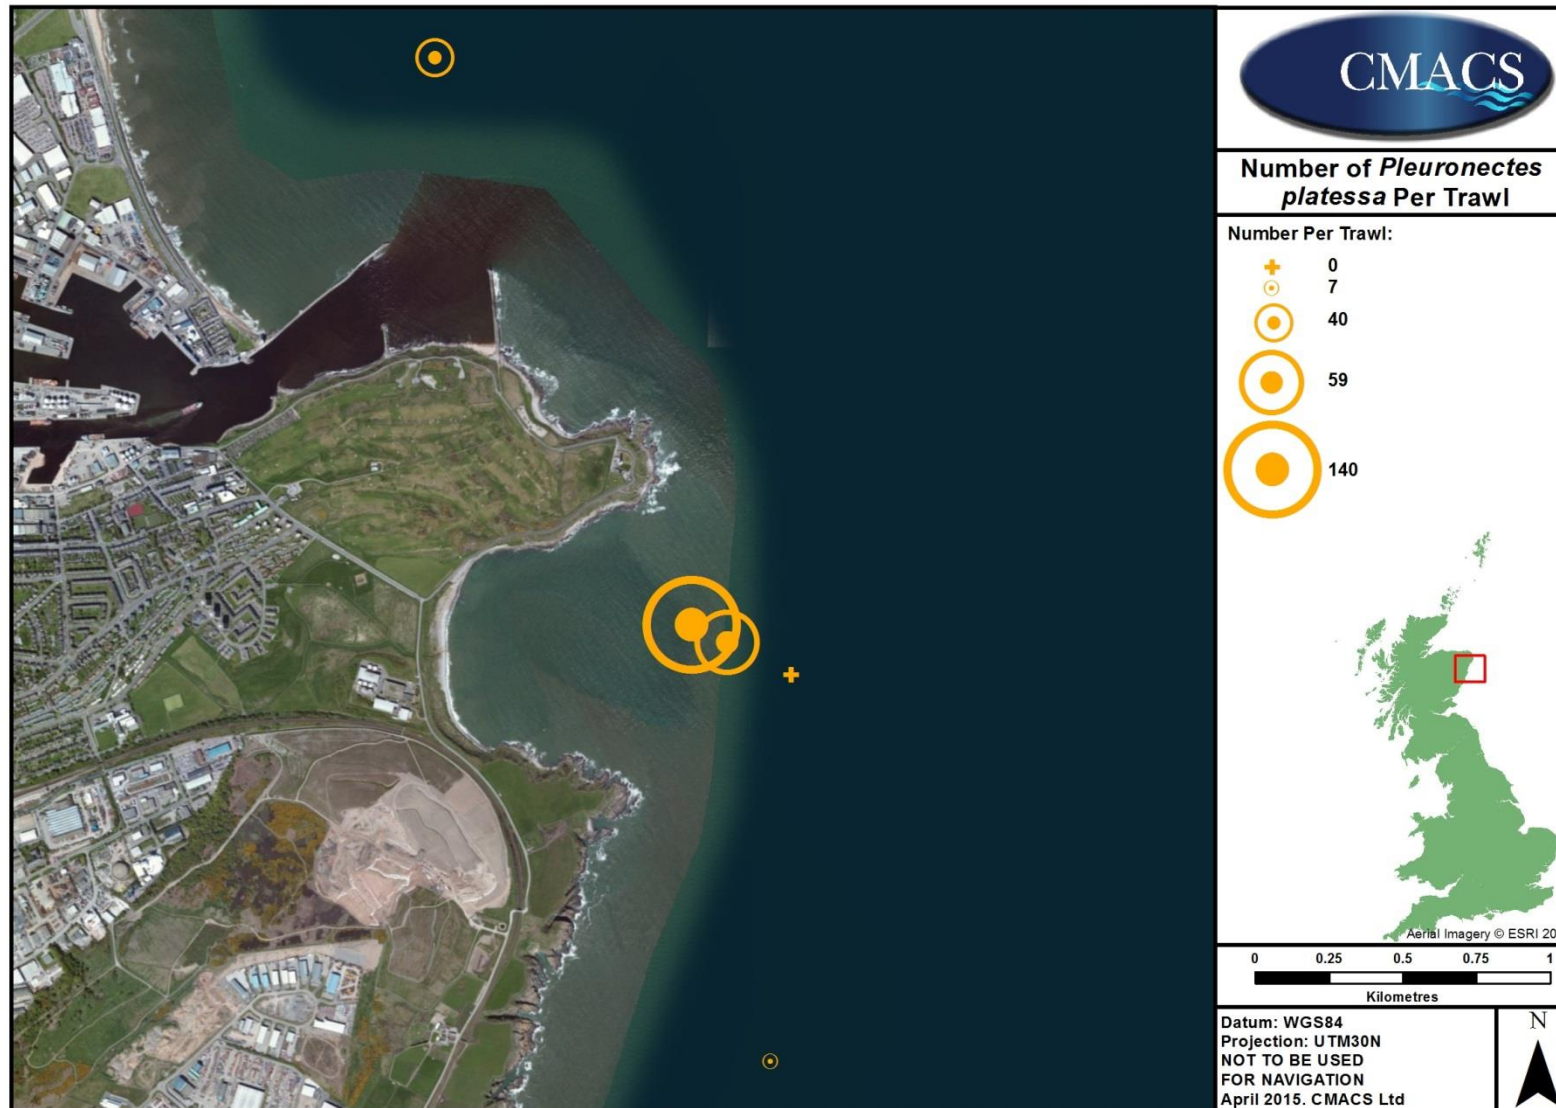 CMACS
Number of Pleuronectes
platessa Per Trawl
Number Per Trawl:
0
7
40
59
140
Aerial Imagery © ESRI 20
0 0.25 0.5 0.75 1
Kilometres
Datum: WGS84
Projection: UTM30N
NOT TO BE USED
FOR NAVIGATION
April 2015. CMACS Ltd
N